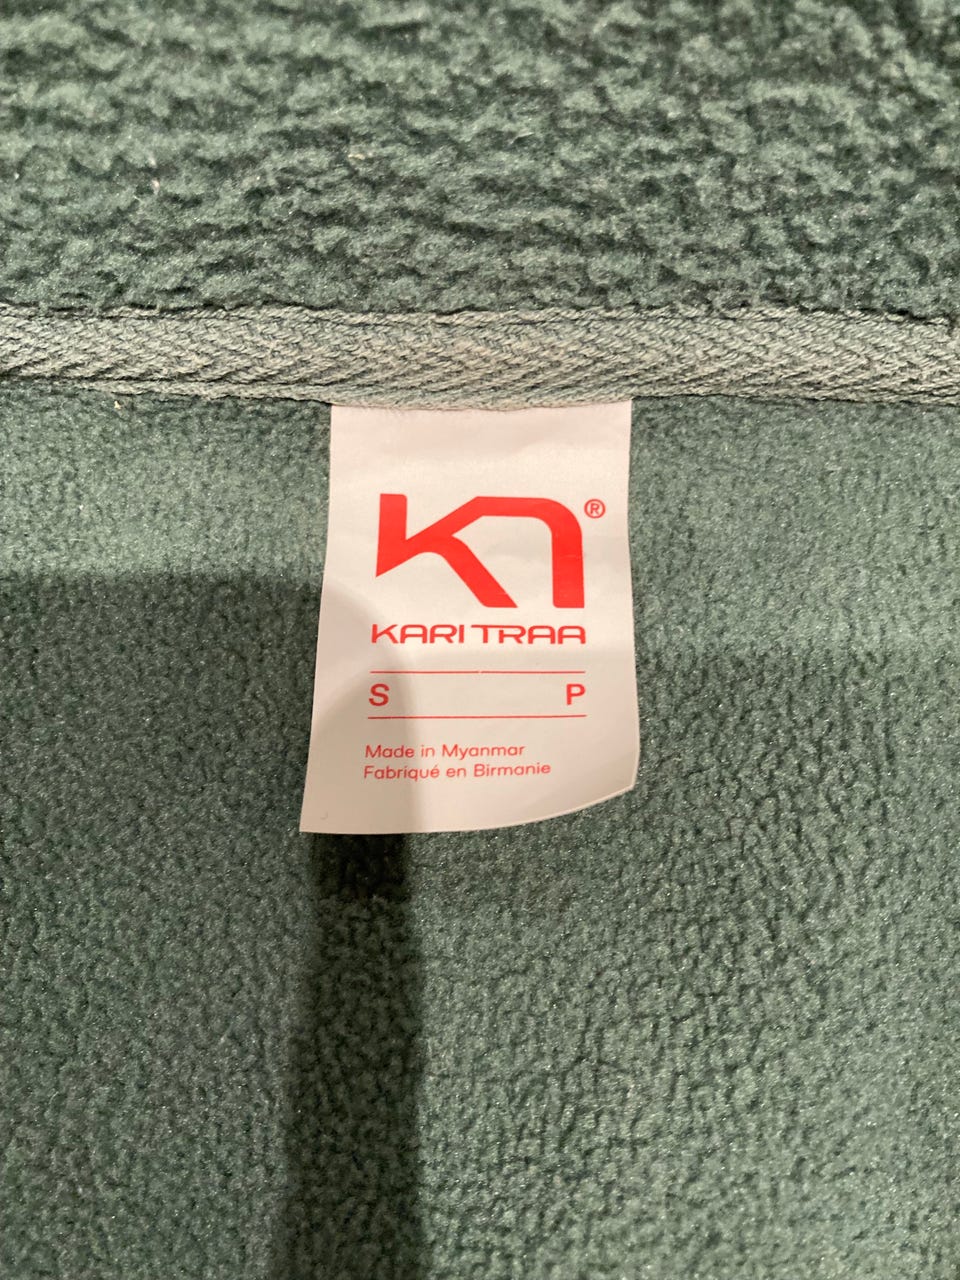 ®
KARI TRAA
S P
Made in Myanmar
Fabriqué en Birmanie